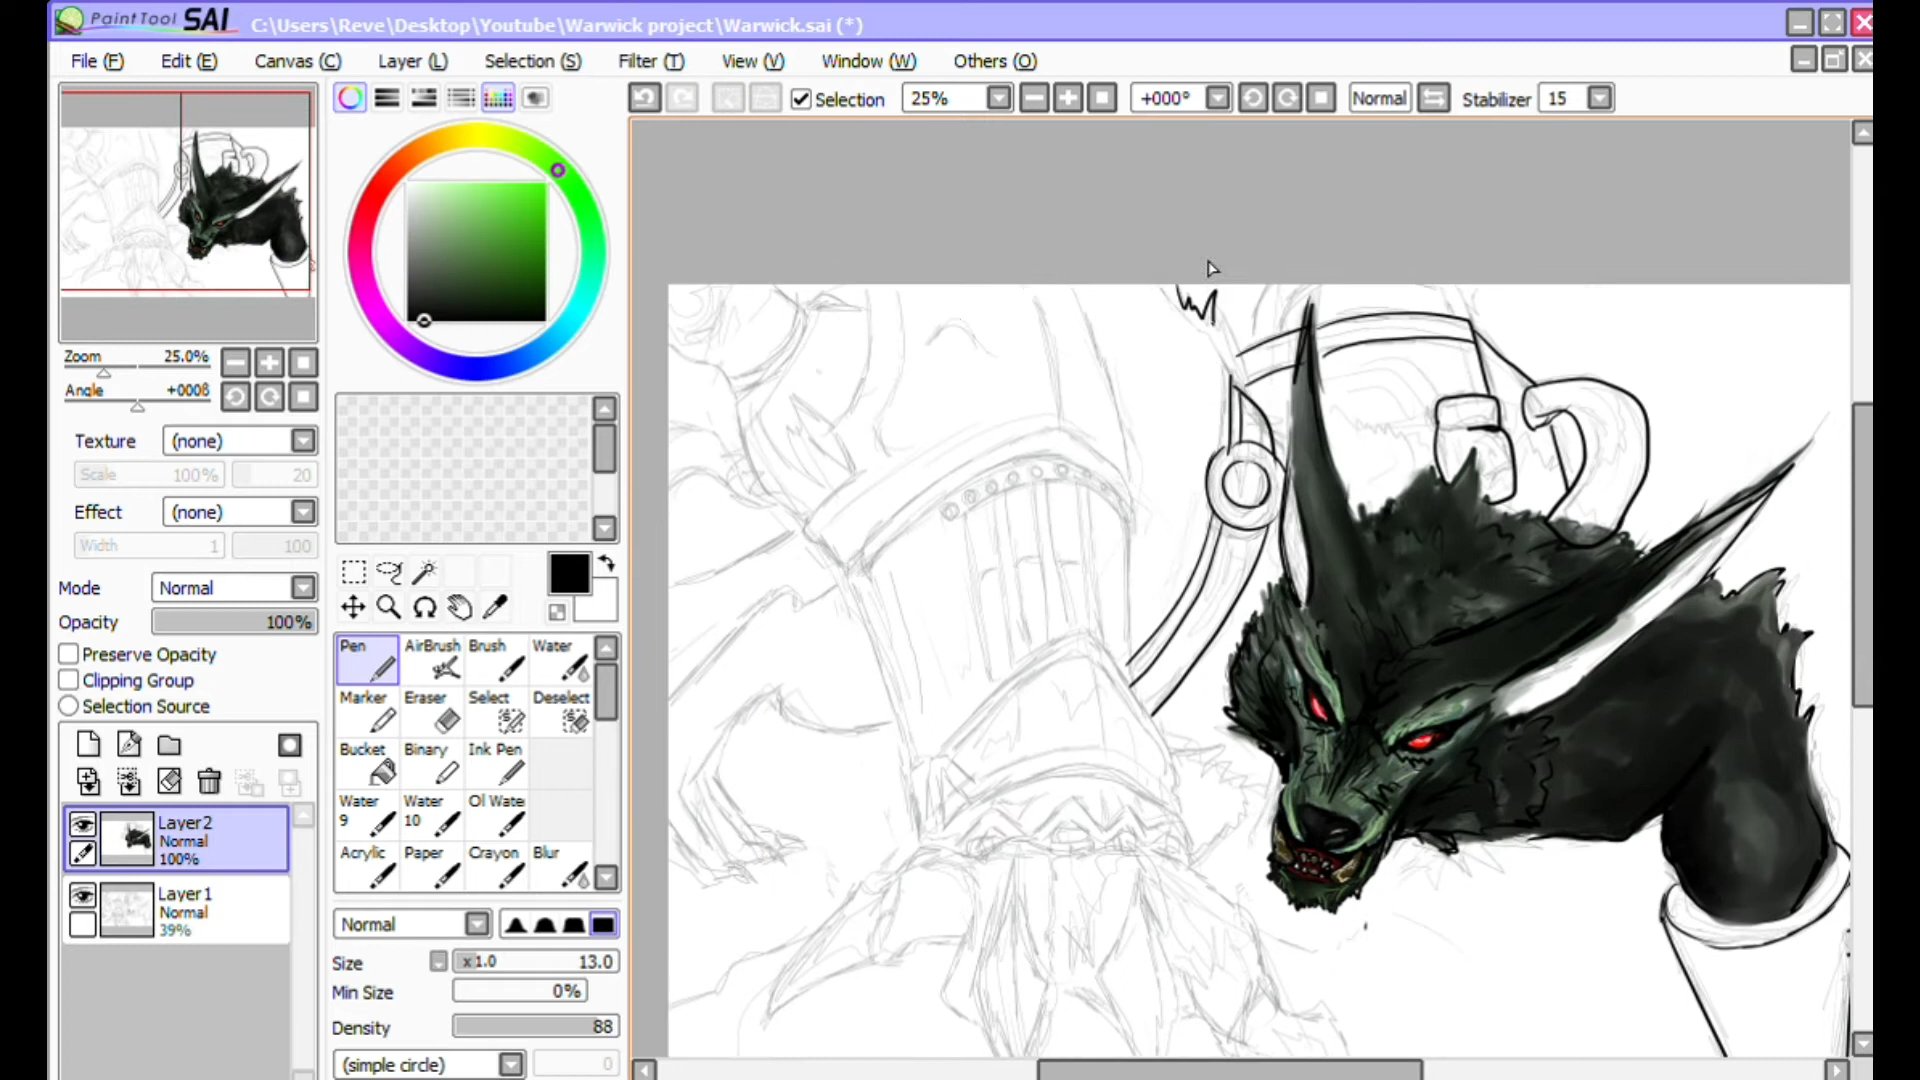 PaintTool SAI C:\Users\Reve\Desktop\Youtube\Warwick project\Warwick.sai (*)
File (F) Edit (E) Canvas (C) Layer (L) Selection (S) Filter (T) View (V) Window (W) Others (O)
Selection 25% +000° Normal Stabilizer 15
Zoom 25.0%
Angle +000ß
Texture (none)
Scale 100% 20
Effect (none)
Width 1 100
Mode Normal
Opacity 100%
Preserve Opacity
Clipping Group
Selection Source
Layer2
Normal
100%
Layer1
Normal
39%
Pen AirBrush Brush Water
Marker Eraser Select Deselect
Bucket Binary Ink Pen
Water 9 Water 10 Ol Wate
Acrylic Paper Crayon Blur
Normal
Size x1.0 13.0
Min Size 0%
Density 88
(simple circle) 0